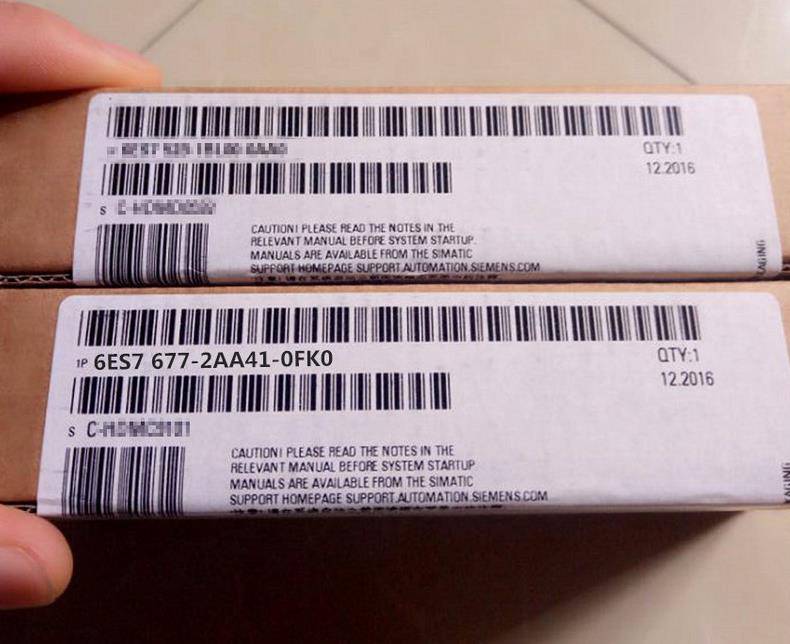 6ES7
QTY:1
12.2016
S
CAUTION! PLEASE READ THE NOTES IN THE
RELEVANT MANUAL BEFORE SYSTEM STARTUP.
MANUALS ARE AVAILABLE FROM THE SIMATIC
SUPPORT HOMEPAGE SUPPORT.AUTOMATION.SIEMENS.COM
1P 6ES7 677-2AA41-0FK0
QTY:1
12.2016
S
CAUTION! PLEASE READ THE NOTES IN THE
RELEVANT MANUAL BEFORE SYSTEM STARTUP
MANUALS ARE AVAILABLE FROM THE SIMATIC
SUPPORT HOMEPAGE SUPPORT.AUTOMATION.SIEMENS.COM